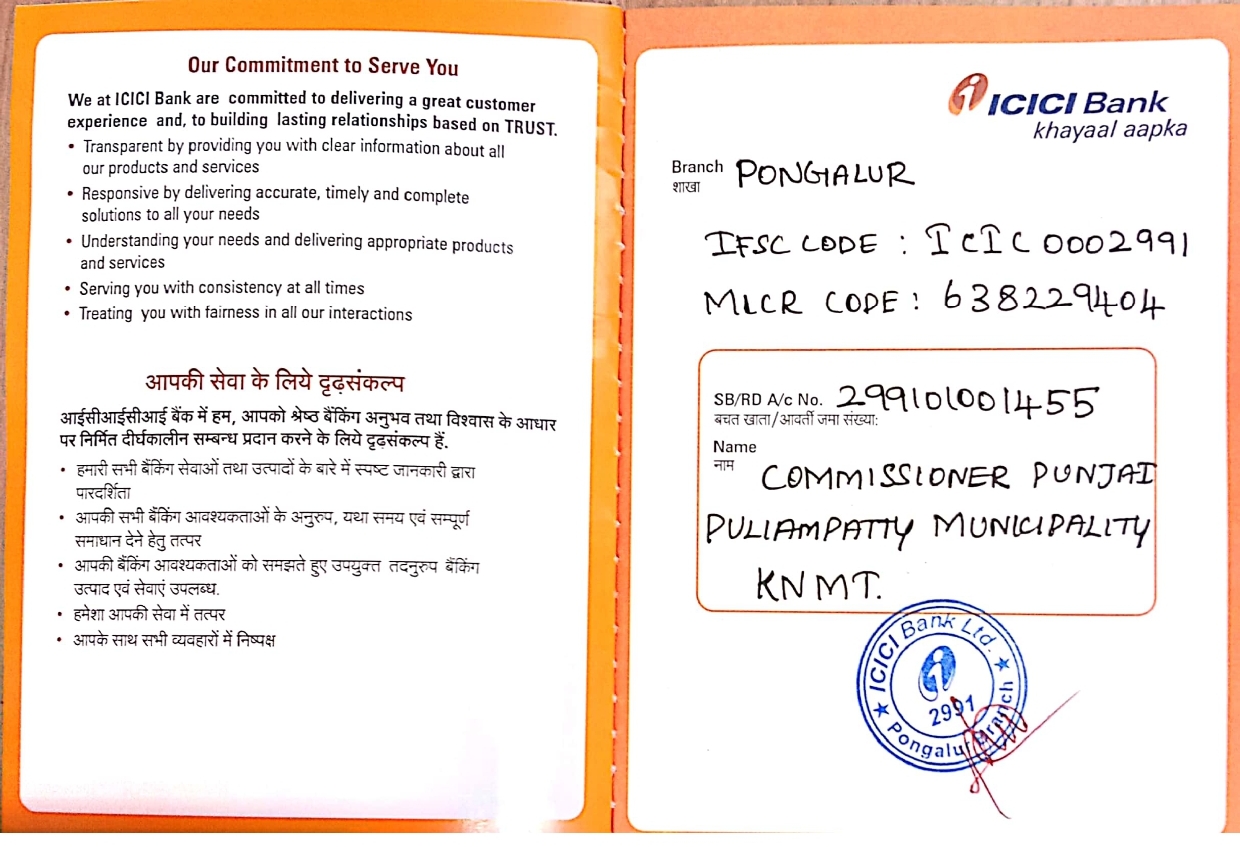 Our Commitment to Serve You
We at ICICI Bank are committed to delivering a great customer
experience and, to building lasting relationships based on TRUST.
• Transparent by providing you with clear information about all
our products and services
• Responsive by delivering accurate, timely and complete
solutions to all your needs
• Understanding your needs and delivering appropriate products
and services
• Serving you with consistency at all times
• Treating you with fairness in all our interactions
आपकी सेवा के लिये दृढ़संकल्प
आईसीआईसीआई बैंक में हम, आपको श्रेष्ठ बैंकिंग अनुभव तथा विश्वास के आधार
पर निर्मित दीर्घकालीन सम्बन्ध प्रदान करने के लिये दृढ़संकल्प हैं.
• हमारी सभी बैंकिंग सेवाओं तथा उत्पादों के बारे में स्पष्ट जानकारी द्वारा
पारदर्शिता
• आपकी सभी बैंकिंग आवश्यकताओं के अनुरुप, यथा समय एवं सम्पूर्ण
समाधान देने हेतु तत्पर
• आपकी बैंकिंग आवश्यकताओं को समझते हुए उपयुक्त तदनुरुप बैंकिंग
उत्पाद एवं सेवाएं उपलब्ध.
• हमेशा आपकी सेवा में तत्पर
• आपके साथ सभी व्यवहारों में निष्पक्ष
ICICI Bank
khayaal aapka
Branch PONGALUR
शाखा
IFSC CODE : ICIC0002991
MICR CODE : 638229404
SB/RD A/c No. 299101001455
बचत खाता/आवर्ती जमा संख्या:
Name
नाम
COMMISSIONER PUNJAI
PULIAMPATTY MUNICIPALITY
KNMT.
ICICI Bank Ltd.
2991
Pongalur Branch